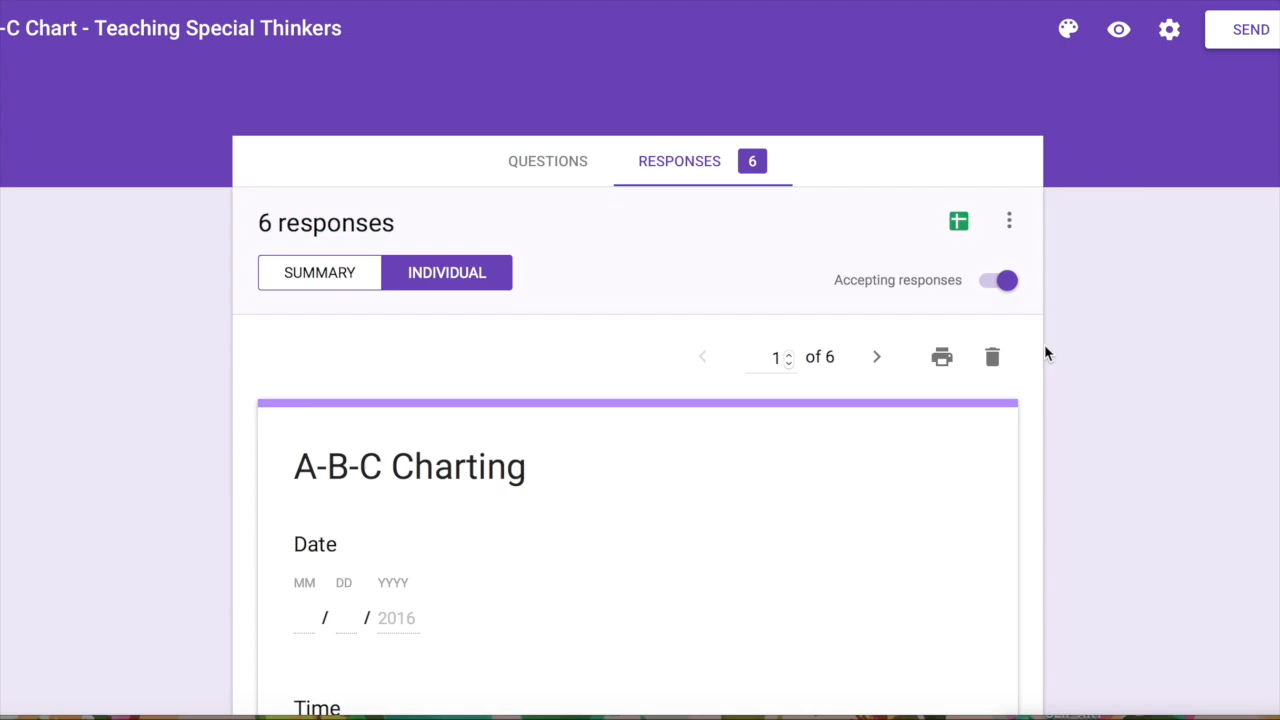 -C Chart - Teaching Special Thinkers
SEND
QUESTIONS
RESPONSES 6
6 responses
SUMMARY
INDIVIDUAL
Accepting responses
1 of 6
A-B-C Charting
Date
MM DD YYYY
/ / 2016
Time